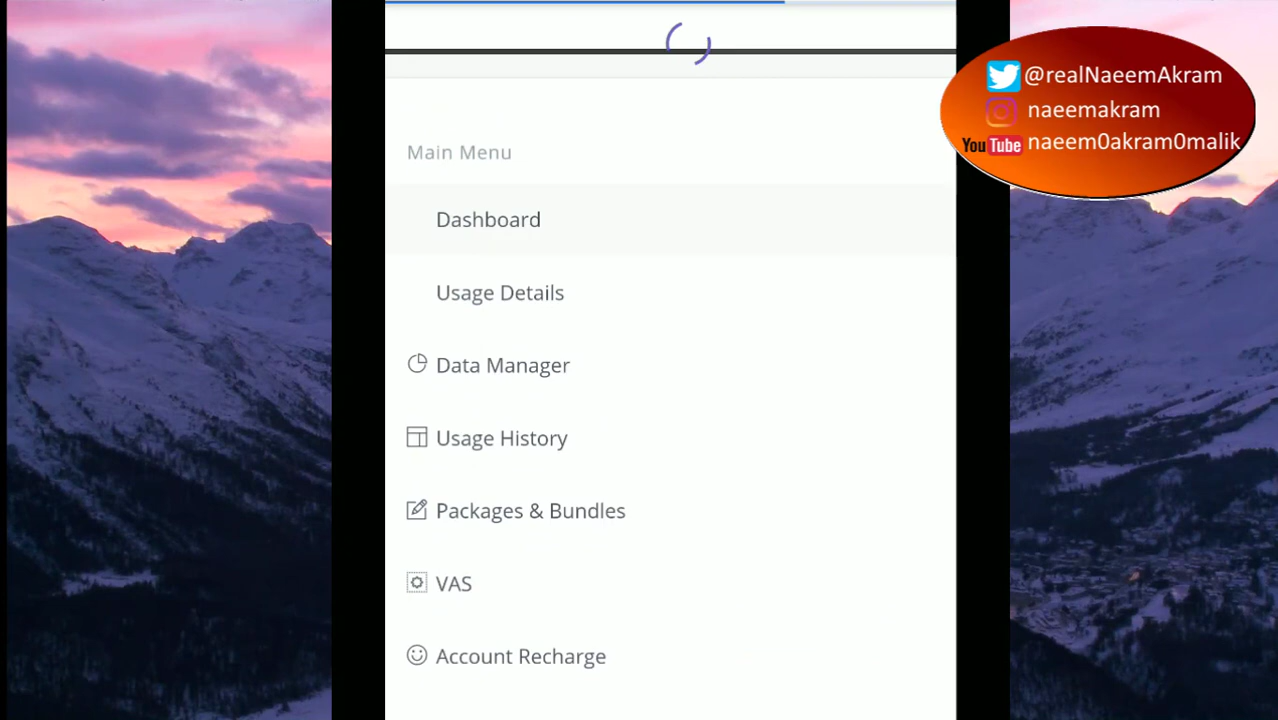 @realNaeemAkram
naeemakram
You Tube naeem0akram0malik
Main Menu
Dashboard
Usage Details
Data Manager
Usage History
Packages & Bundles
VAS
Account Recharge